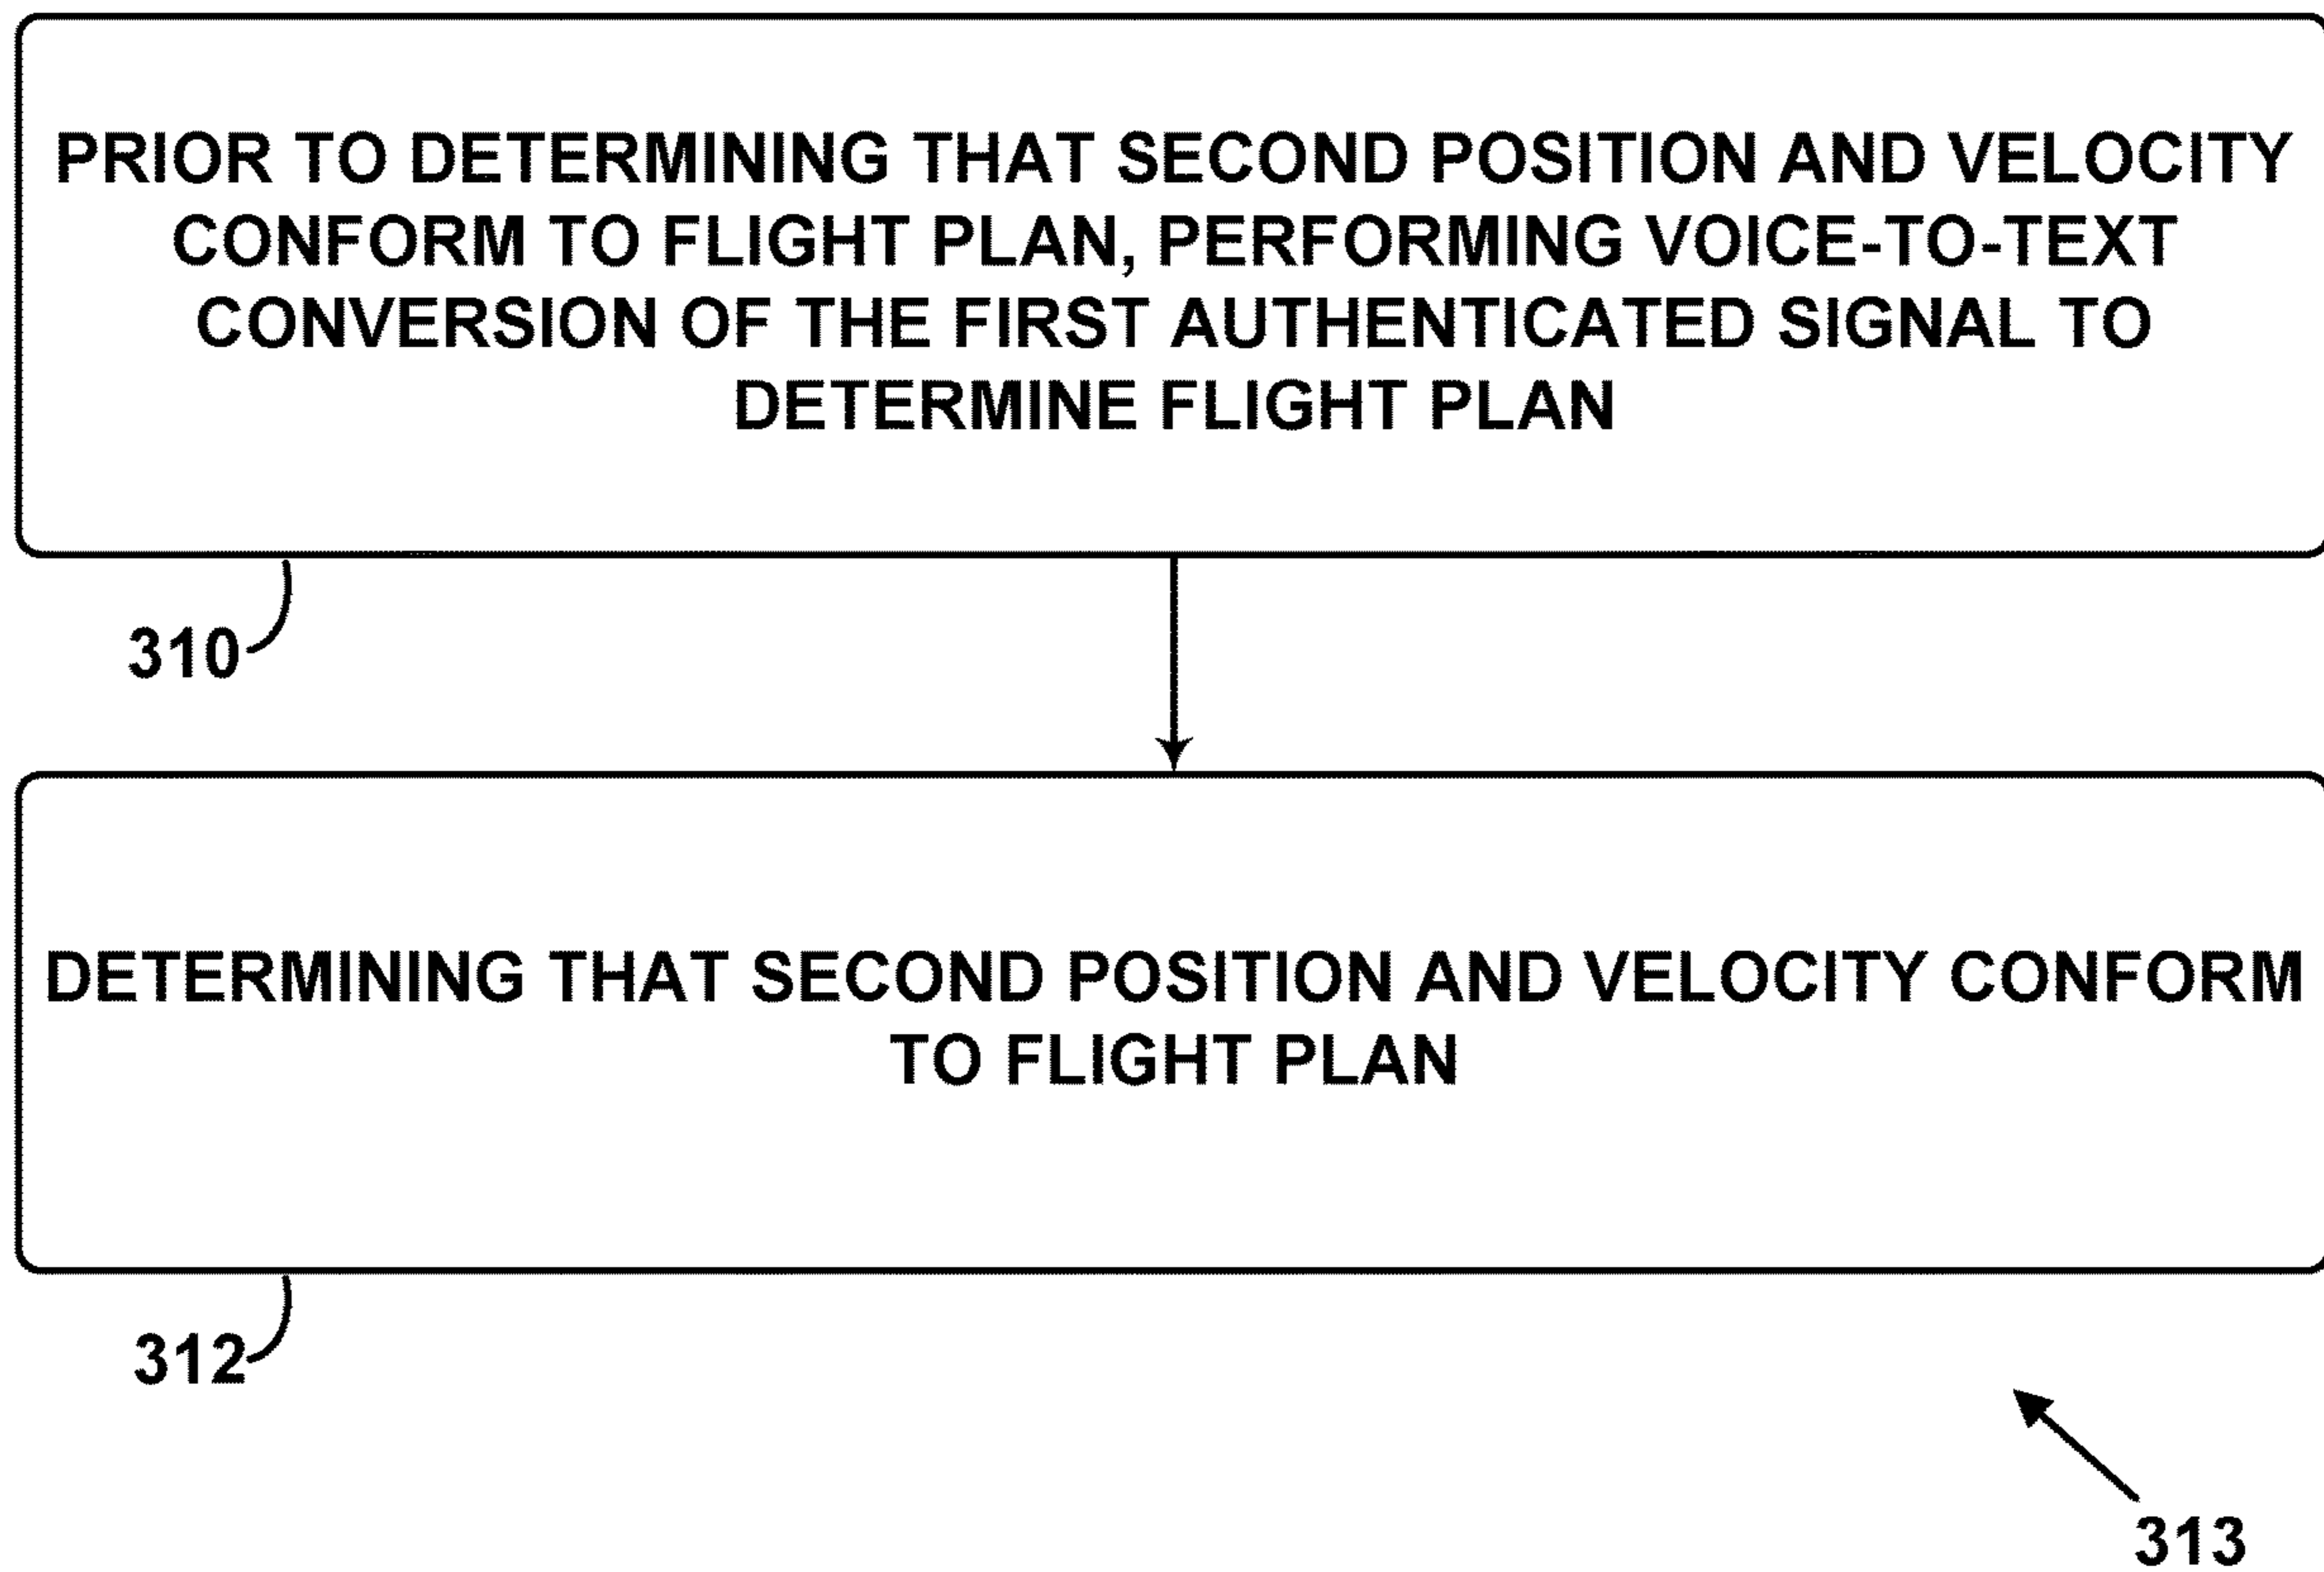 PRIOR TO DETERMINING THAT SECOND POSITION AND VELOCITY
CONFORM TO FLIGHT PLAN, PERFORMING VOICE-TO-TEXT
CONVERSION OF THE FIRST AUTHENTICATED SIGNAL TO
DETERMINE FLIGHT PLAN
310
DETERMINING THAT SECOND POSITION AND VELOCITY CONFORM
TO FLIGHT PLAN
312
313